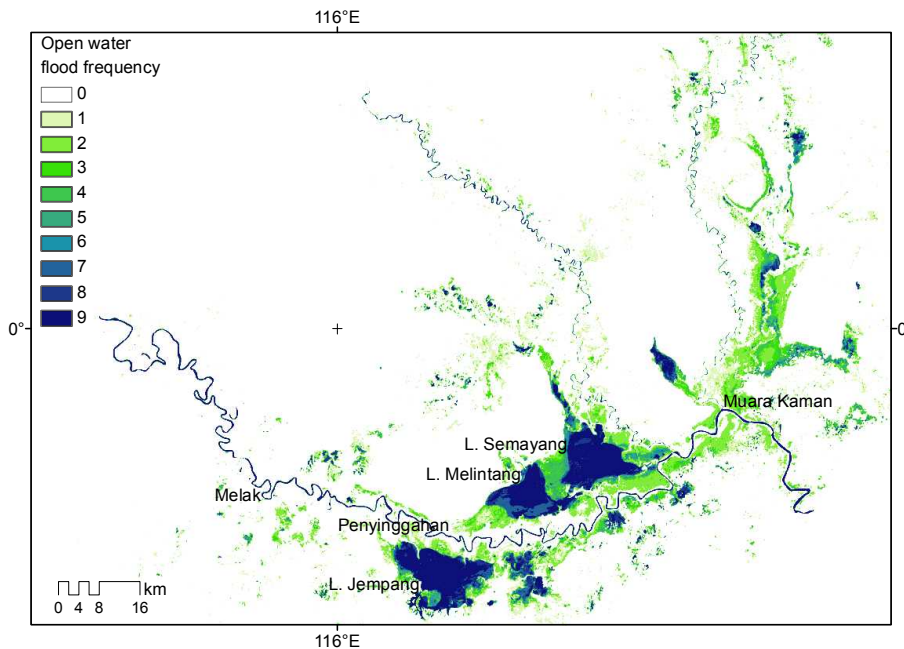 116°E
Open water
flood frequency
0
1
2
3
4
5
6
7
8
9
0°
0
Muara Kaman
L. Semayang
L. Melintang
Melak
Penyinggahan
L. Jempang
km
0 4 8 16
116°E